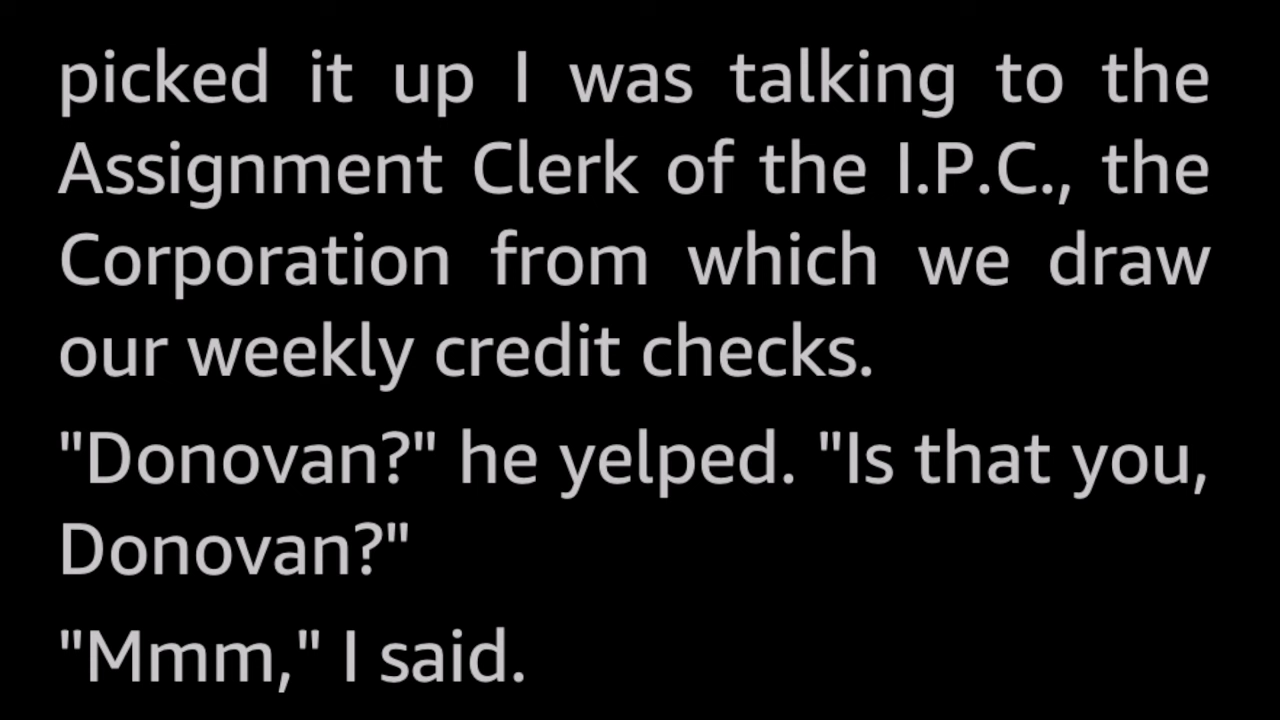 picked it up I was talking to the
Assignment Clerk of the I.P.C., the
Corporation from which we draw
our weekly credit checks.
"Donovan?" he yelped. "Is that you,
Donovan?"
"Mmm," I said.